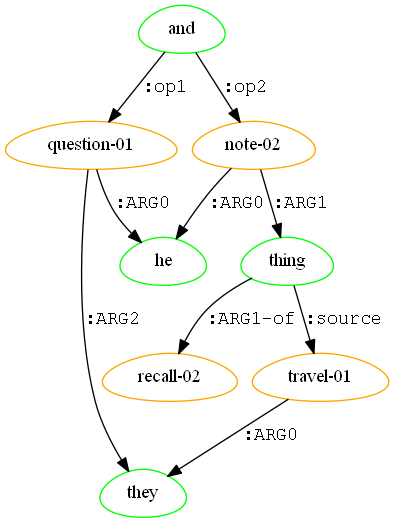 and
:op1 :op2
question-01 note-02
:ARG0 :ARG0 :ARG1
he thing
:ARG2 :ARG1-of :source
recall-02 travel-01
:ARG0
they